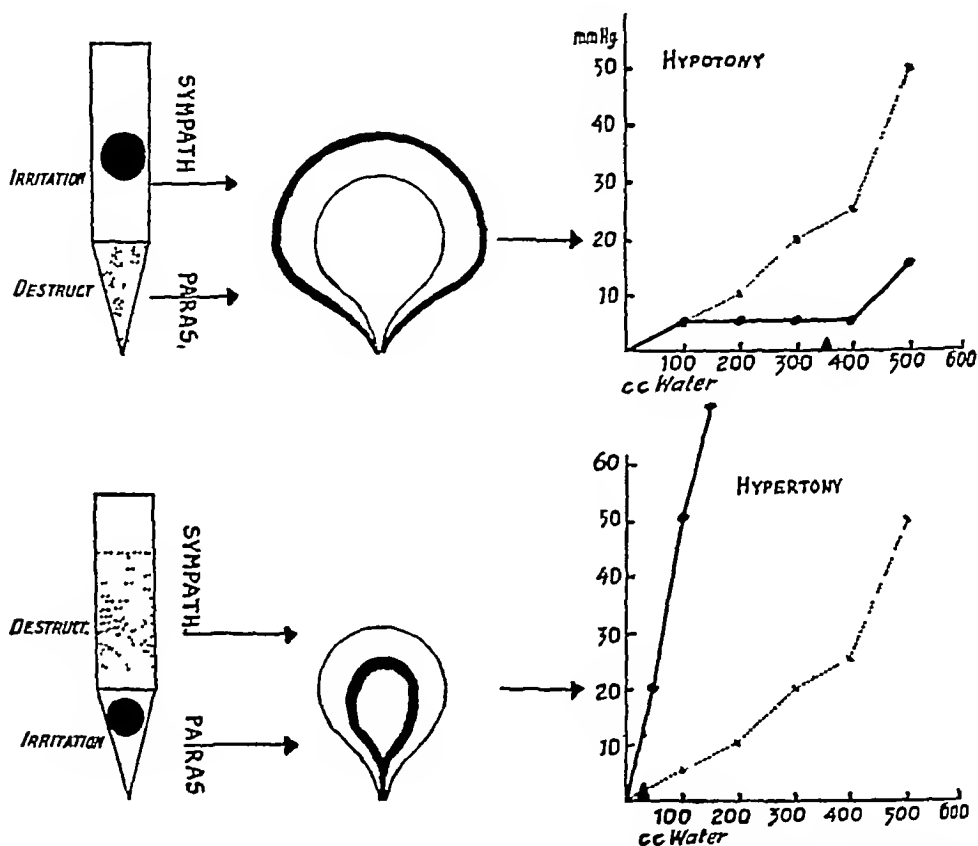 mmHg
HYPOTONY
50
40
30
20
10
100 200 300 400 500 600
cc Water
SYMPATH
IRRITATION
DESTRUCT
PARAS,
60
50
40
30
20
10
HYPERTONY
100 200 300 400 500 600
cc Water
SYMPATH.
DESTRUCT.
IRRITATION
PARAS